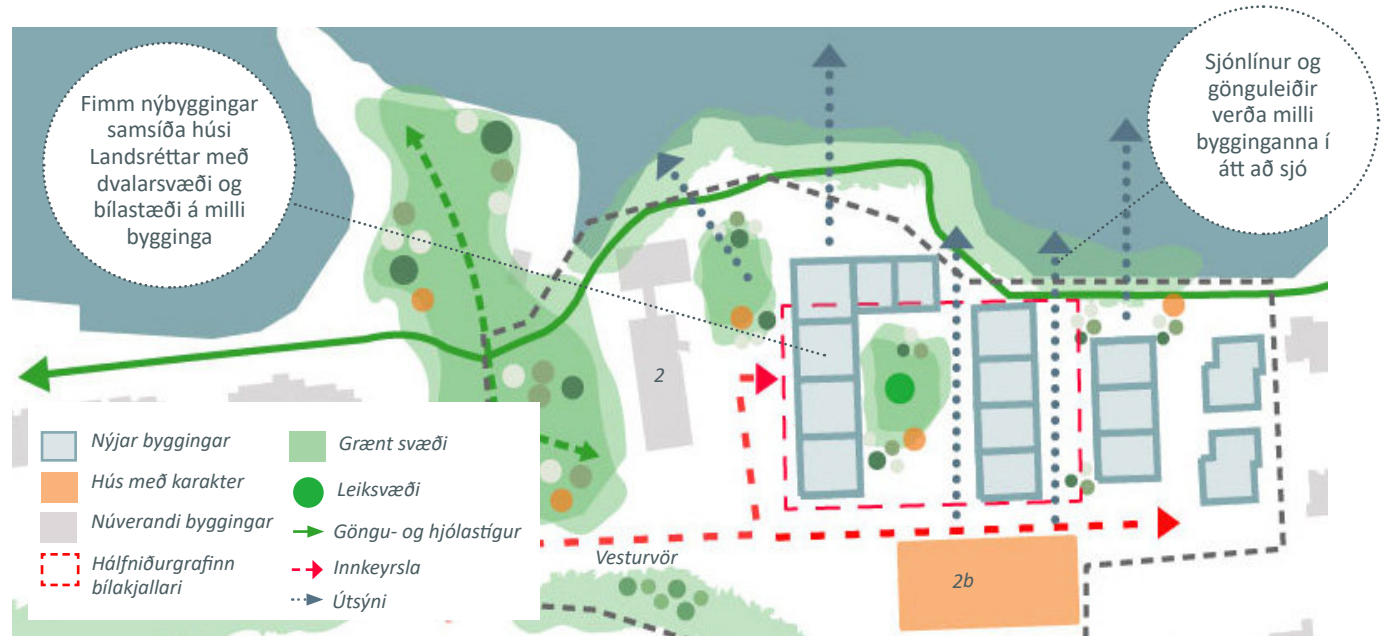 Fimm nýbyggingar
samsíða húsi
Landsréttar með
dvalarsvæði og
bílastæði á milli
bygginga
Sjónlínur og
gönguleiðir
verða milli
bygginganna í
átt að sjó
2
Nýjar byggingar
Hús með karakter
Núverandi byggingar
Hálfniðurgrafinn
bílakjallari
Grænt svæði
Leiksvæði
Göngu- og hjólastígur
Innkeyrsla
Útsýni
Vesturvör
2b